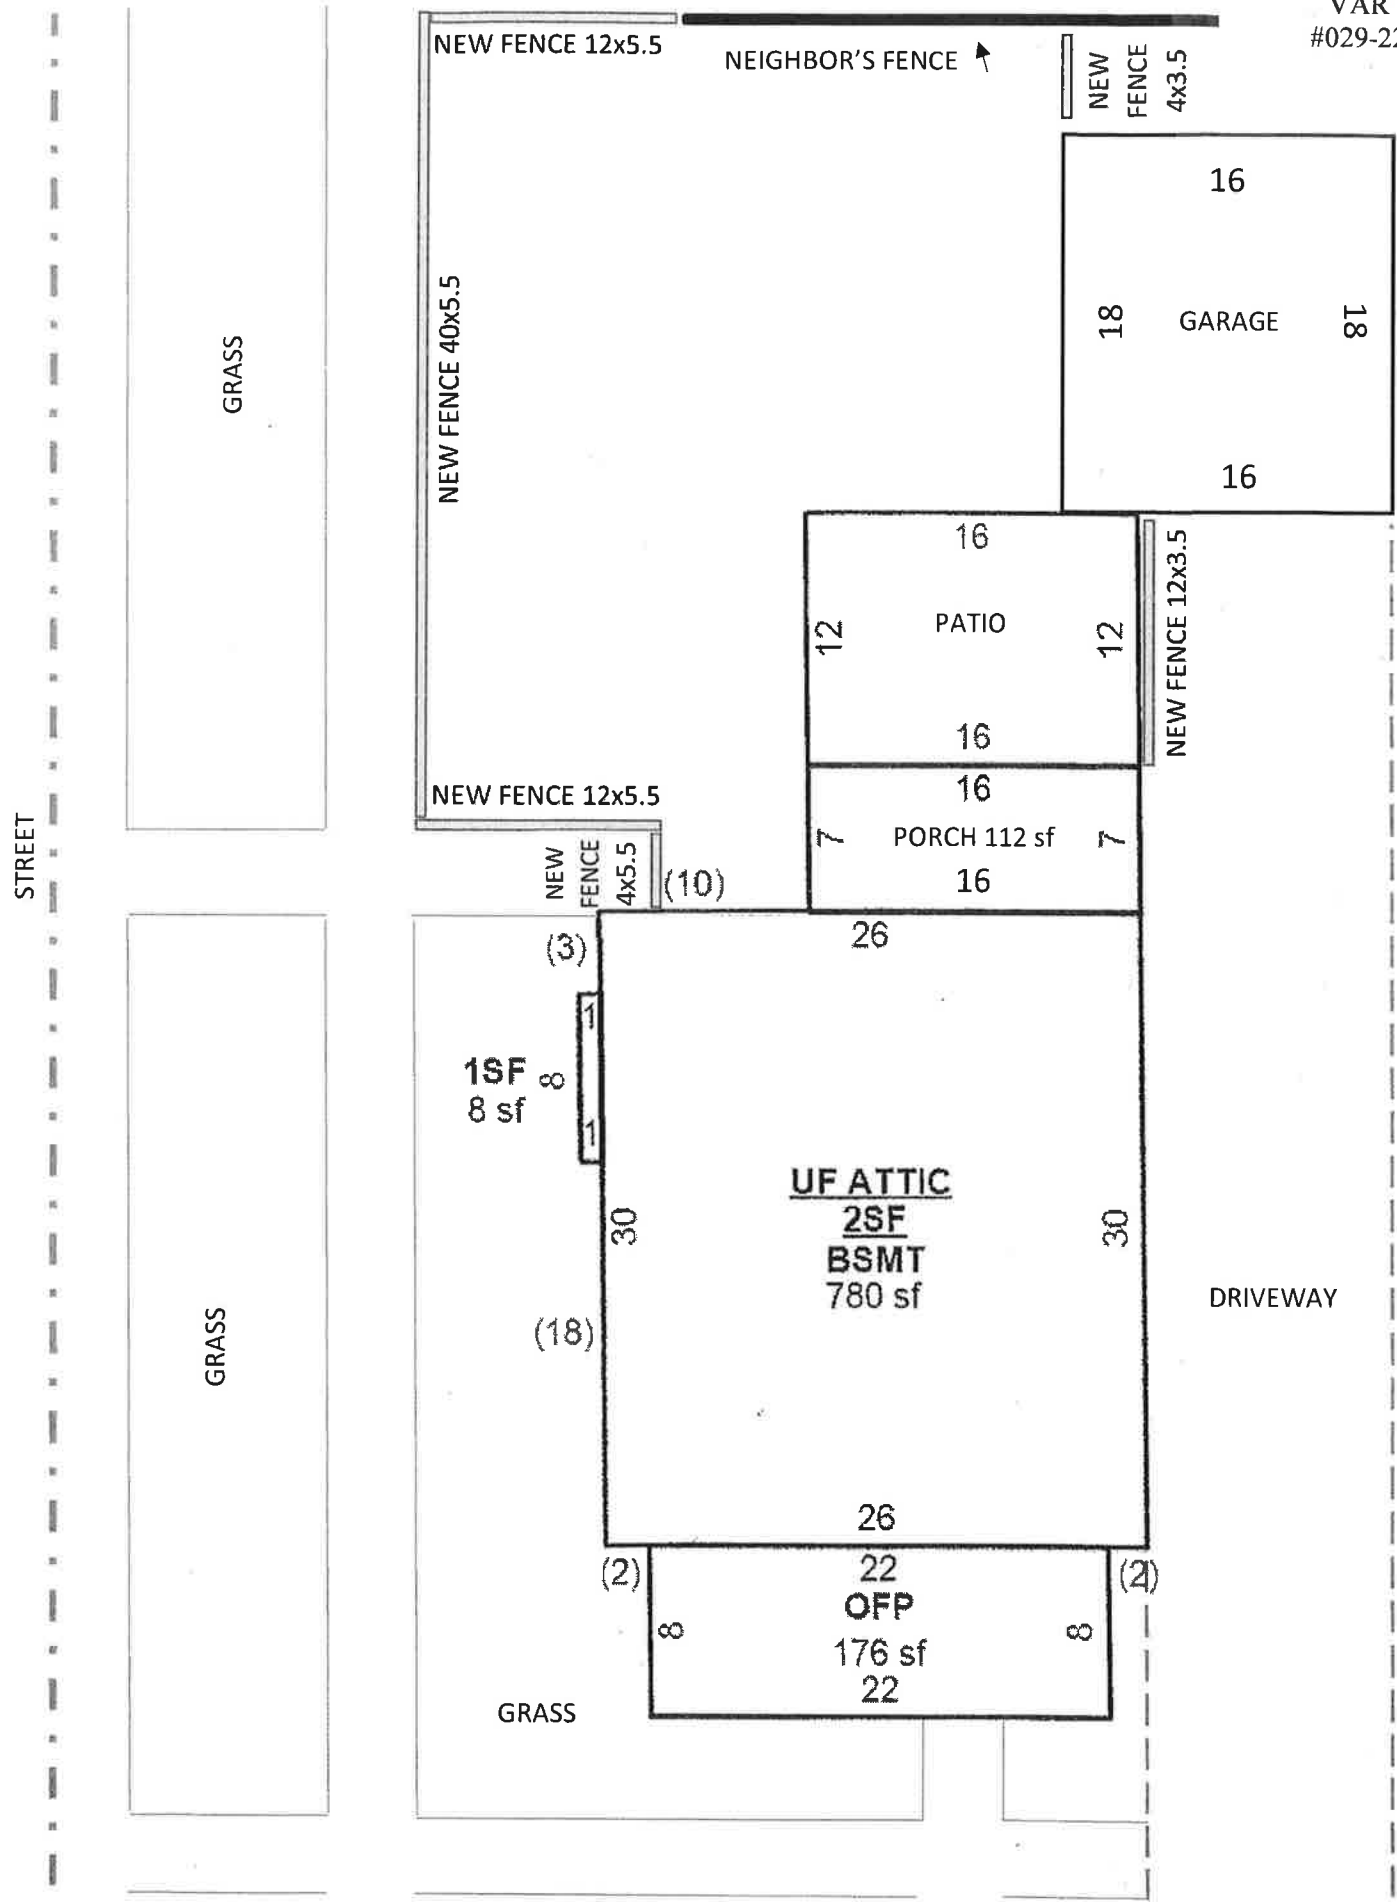 VAR
NEW FENCE 12x5.5
NEIGHBOR'S FENCE
NEW
FENCE
4x3.5
16
18
GARAGE
18
16
GRASS
NEW FENCE 40x5.5
16
12
PATIO
12
16
NEW FENCE 12x3.5
NEW FENCE 12x5.5
16
7
PORCH 112 sf
7
16
STREET
NEW
FENCE
4x5.5
(10)
26
(3)
1
1SF
8
8 sf
1
UF ATTIC
2SF
BSMT
780 sf
30
30
DRIVEWAY
GRASS
(18)
26
(2)
22
(2)
OFP
8
176 sf
8
22
GRASS